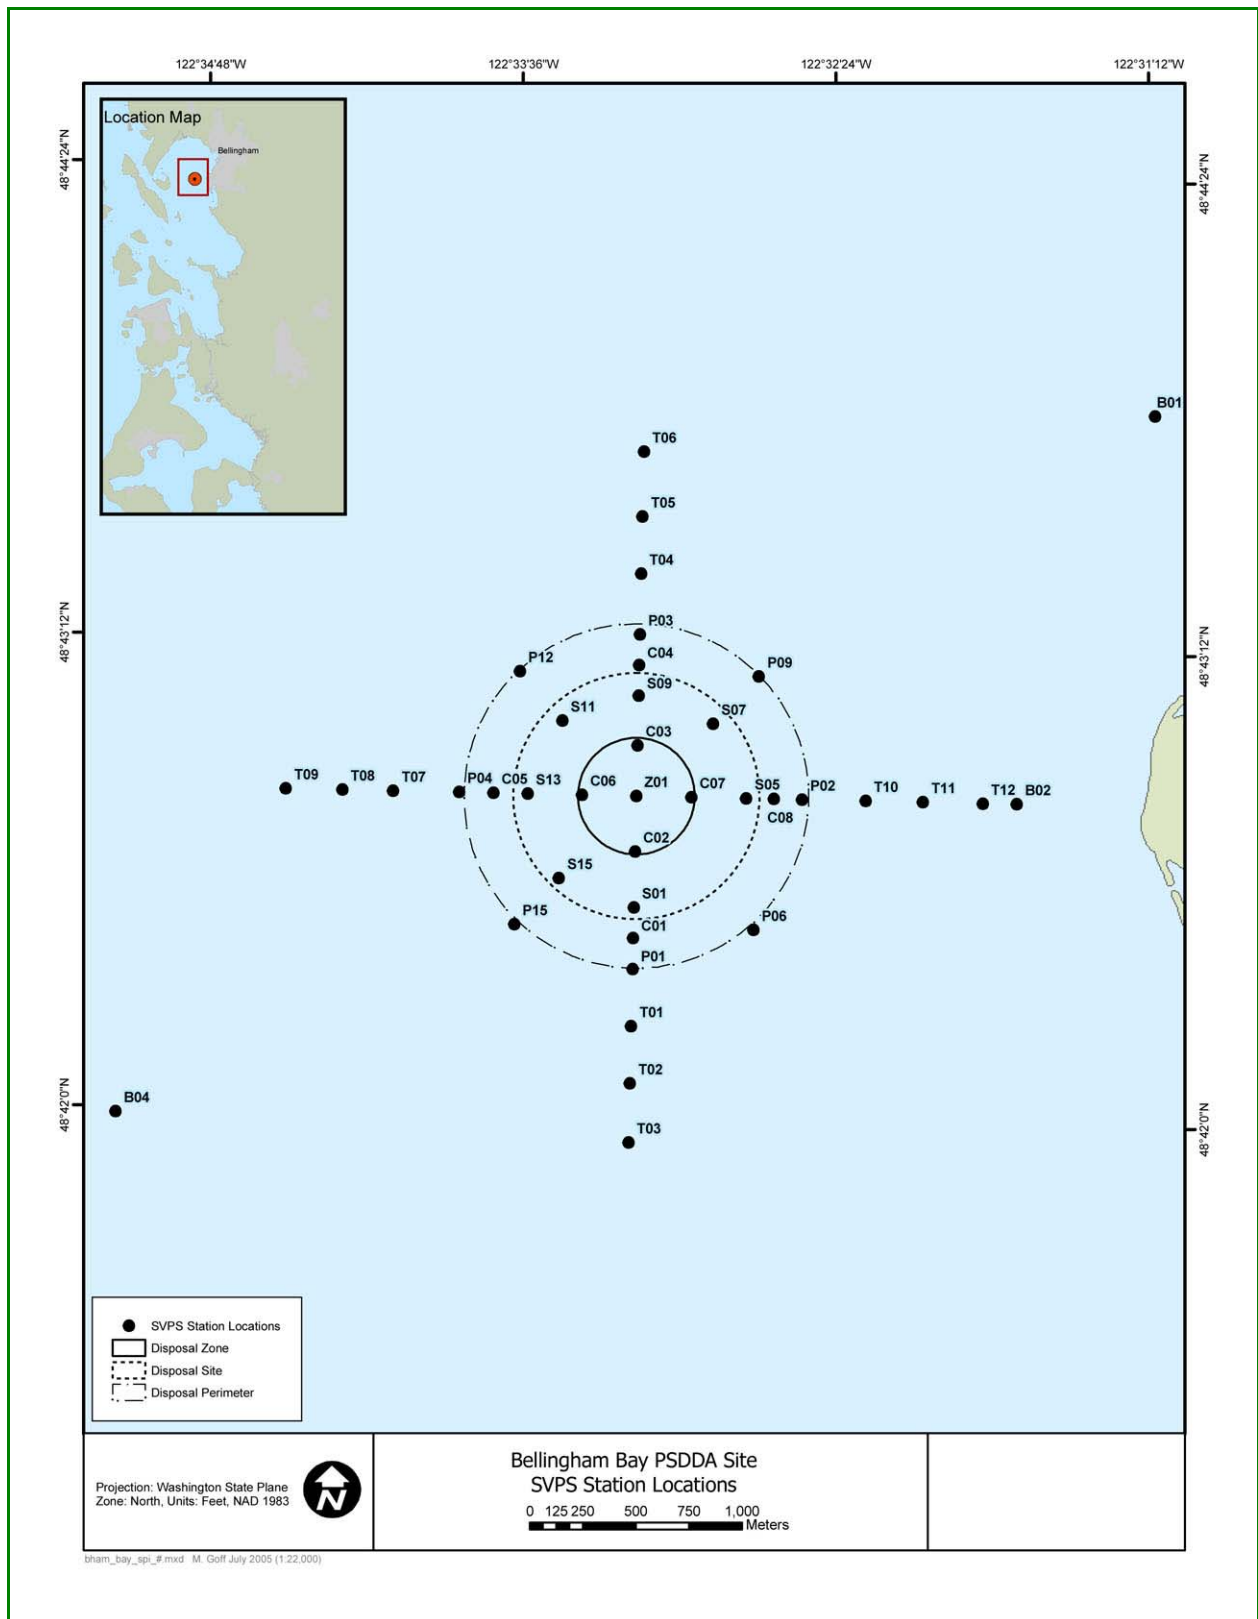 122°34'48"W
122°33'36"W
122°32'24"W
122°31'12"W
Location Map
Bellingham
48°44'24"N
48°44'24"N
B01
T06
T05
T04
48°43'12"N
48°43'12"N
P03
C04
P12
P09
S09
S11
S07
C03
T09
T08
T07
P04
C05
S13
C06
Z01
C07
S05
C08
P02
T10
T11
T12
B02
C02
S15
S01
P15
C01
P06
P01
T01
T02
B04
48°42'0"N
48°42'0"N
T03
SVPS Station Locations
Disposal Zone
Disposal Site
Disposal Perimeter
Projection: Washington State Plane
Zone: North, Units: Feet, NAD 1983
N
Bellingham Bay PSDDA Site
SVPS Station Locations
0 125 250 500 750 1,000
Meters
bham_bay_spi_#.mxd M. Goff July 2005 (1:22,000)